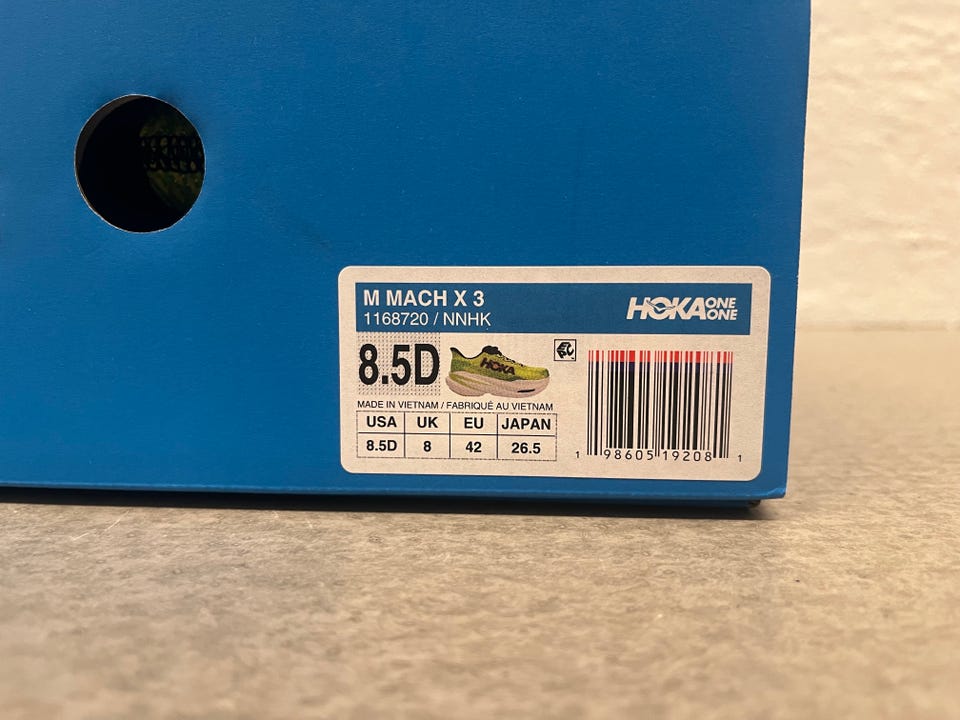 M MACH X 3
1168720 / NNHK
HOKA ONE ONE
8.5D
HOKA
MADE IN VIETNAM / FABRIQUÉ AU VIETNAM
USA UK EU JAPAN
8.5D 8 42 26.5
1 98605 19208 1